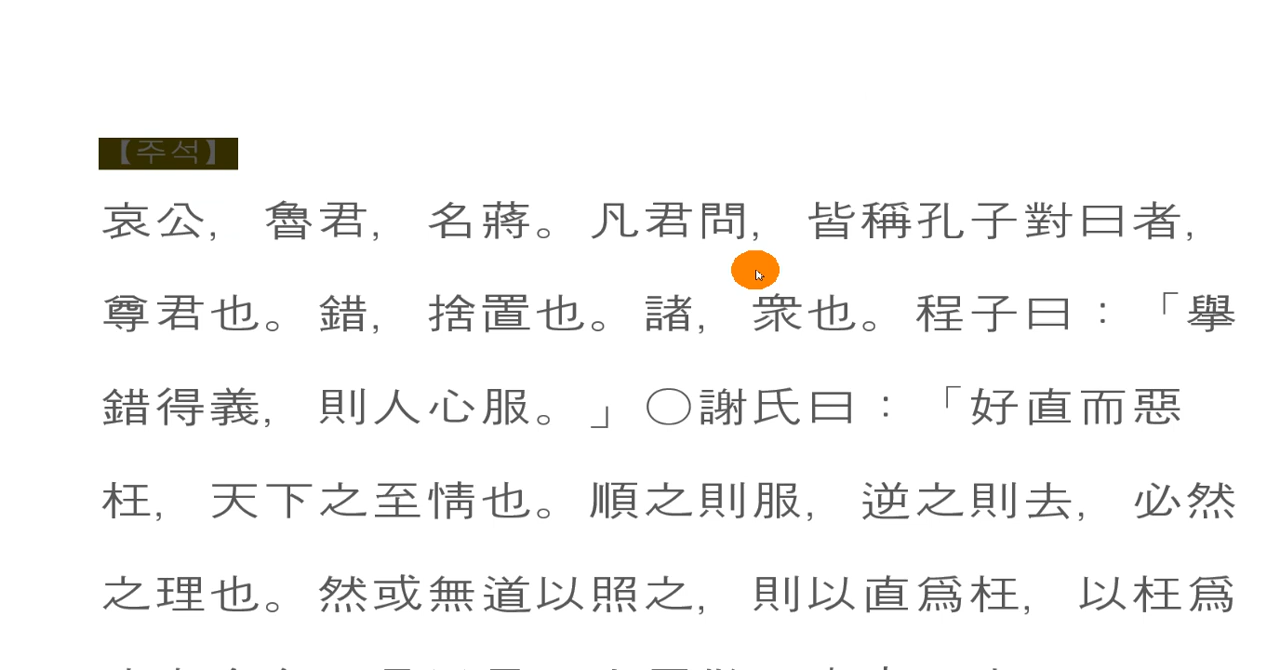 【주석】
哀公, 魯君, 名蔣。凡君問, 皆稱孔子對曰者,
尊君也。錯, 捨置也。諸, 衆也。程子曰：「擧
錯得義, 則人心服。」○謝氏曰：「好直而惡
枉, 天下之至情也。順之則服, 逆之則去, 必然
之理也。然或無道以照之, 則以直爲枉, 以枉爲